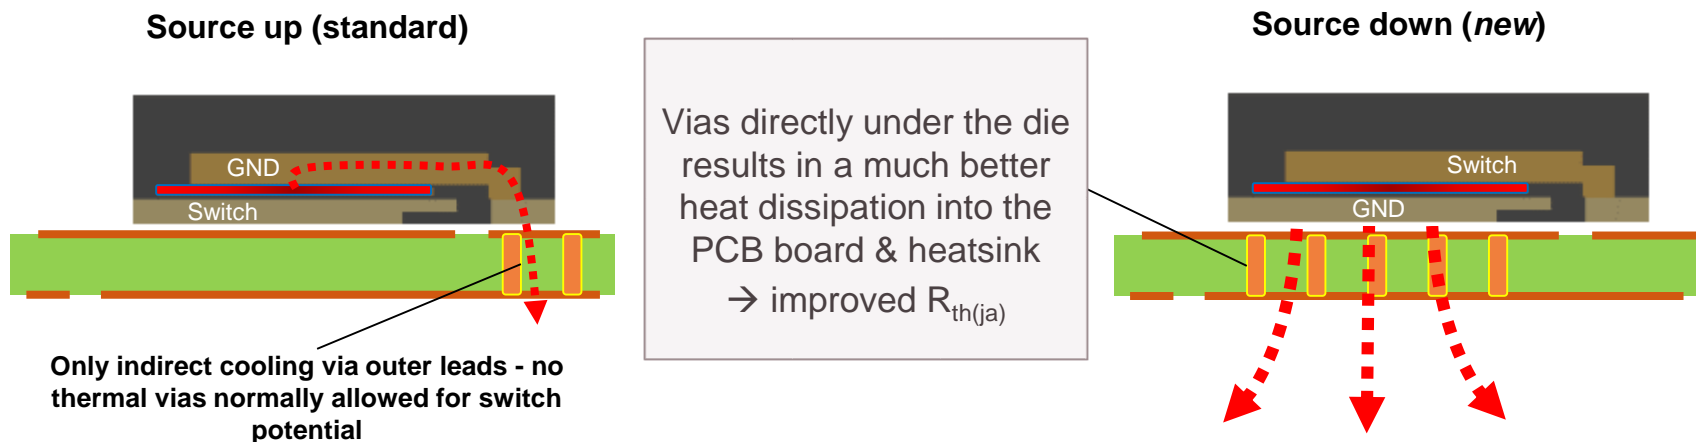 Source up (standard)
GND
Switch
Only indirect cooling via outer leads - no
thermal vias normally allowed for switch
potential
Vias directly under the die
results in a much better
heat dissipation into the
PCB board & heatsink
→ improved Rth(ja)
Source down (new)
Switch
GND